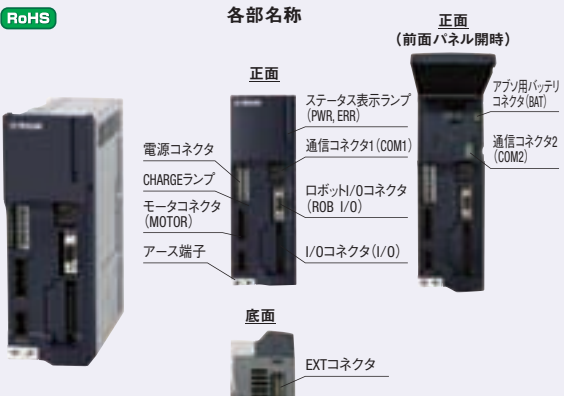 RoHS
各部名称
正面
(前面パネル開時)
正面
ステータス表示ランプ
(PWR, ERR)
通信コネクタ1(COM1)
ロボットI/Oコネクタ
(ROB I/O)
I/Oコネクタ(I/O)
電源コネクタ
CHARGEランプ
モータコネクタ
(MOTOR)
アース端子
アブソ用バッテリ
コネクタ(BAT)
通信コネクタ2
(COM2)
底面
EXTコネクタ